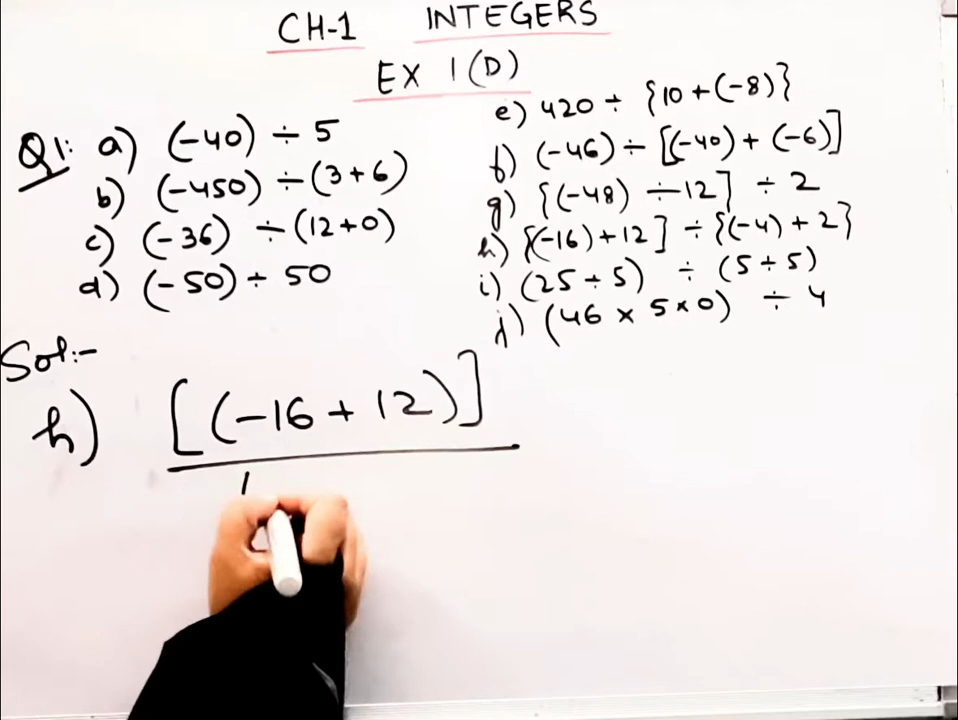 CH-1 INTEGERS
EX 1(D)
Q1: a) (-40) ÷ 5
b) (-450) ÷ (3+6)
c) (-36) ÷ (12+0)
d) (-50) ÷ 50
e) 420 ÷ {10 + (-8)}
f) (-46) ÷ [(-40) + (-6)]
g) {(-48) ÷ 12] ÷ 2
h) {(-16) + 12] ÷ {(-4) + 2}
i) (25 ÷ 5) ÷ (5 ÷ 5)
j) (46 × 5 × 0) ÷ 4
Sol:-
h) [(-16 + 12)]